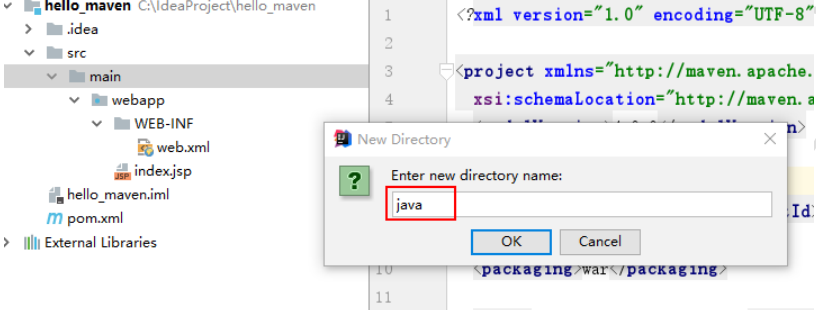 hello_maven C:\IdeaProject\hello_maven
.idea
src
main
webapp
WEB-INF
web.xml
index.jsp
hello_maven.iml
pom.xml
External Libraries
1 <?xml version="1.0" encoding="UTF-8"
2
3 <project xmlns="http://maven.apache.
4 xsi:schemaLocation="http://maven.a
n>
New Directory
Enter new directory name:
java
Id>
OK Cancel
10 <packaging>war</packaging>
11